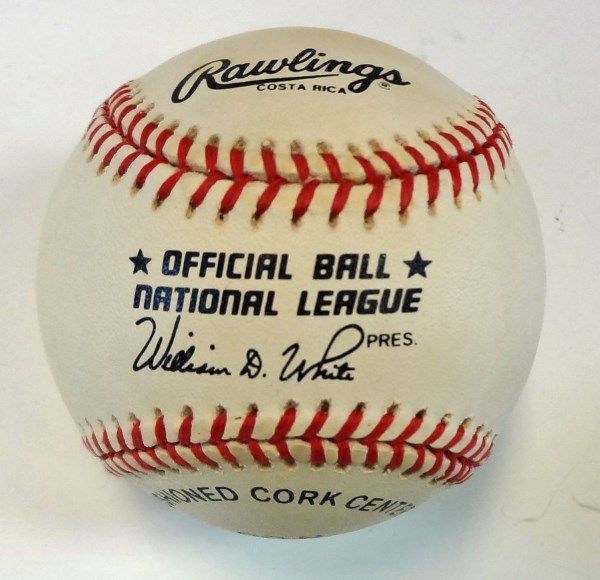 Rawlings ®
COSTA RICA
★ OFFICIAL BALL ★
NATIONAL LEAGUE
William D. White PRES.
CORK